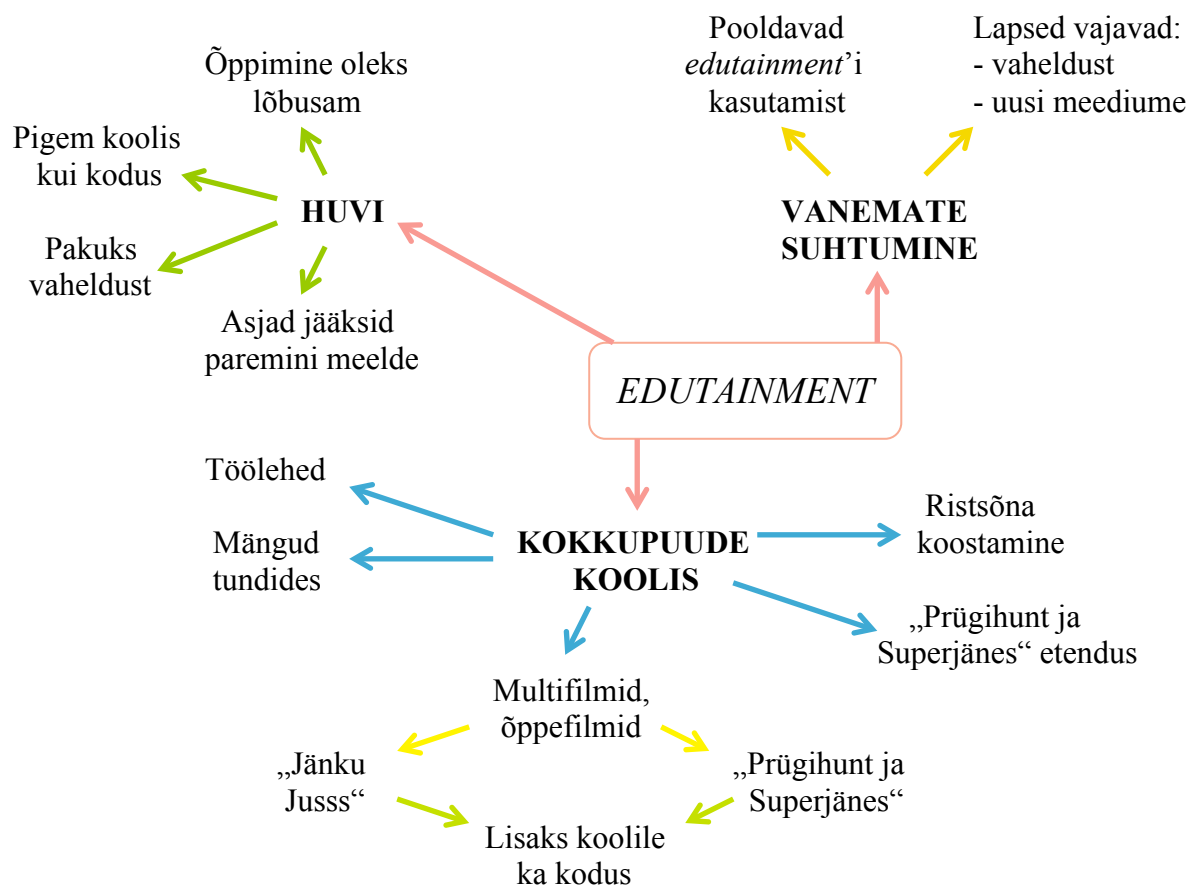 Õppimine oleks
lõbusam
Pigem koolis
kui kodus
HUVI
Pakuks
vaheldust
Asjad jääksid
paremini meelde
Pooldavad
edutainment’i
kasutamist
Lapsed vajavad:
- vaheldust
- uusi meediume
VANEMATE
SUHTUMINE
EDUTAINMENT
Töölehed
Mängud
tundides
KOKKUPUUDE
KOOLIS
Ristsõna
koostamine
„Prügihunt ja
Superjänes“ etendus
Multifilmid,
õppefilmid
„Jänku
Jusss“
„Prügihunt ja
Superjänes“
Lisaks koolile
ka kodus